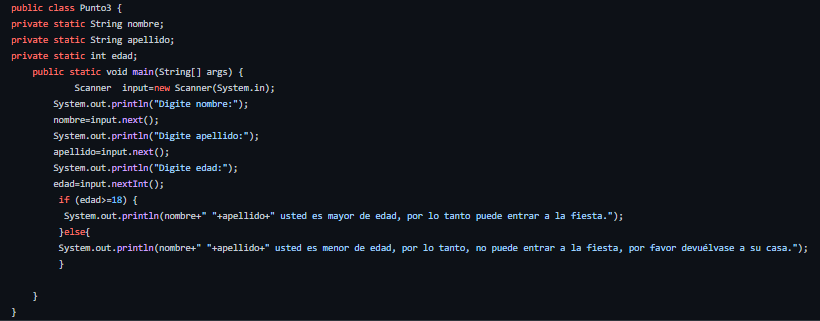 public class Punto3 {
private static String nombre;
private static String apellido;
private static int edad;
public static void main(String[] args) {
Scanner  input=new Scanner(System.in);
System.out.println("Digite nombre:");
nombre=input.next();
System.out.println("Digite apellido:");
apellido=input.next();
System.out.println("Digite edad:");
edad=input.nextInt();
if (edad>=18) {
System.out.println(nombre+" "+apellido+" usted es mayor de edad, por lo tanto puede entrar a la fiesta.");
}else{
System.out.println(nombre+" "+apellido+" usted es menor de edad, por lo tanto, no puede entrar a la fiesta, por favor devuélvase a su casa.");
}
}
}